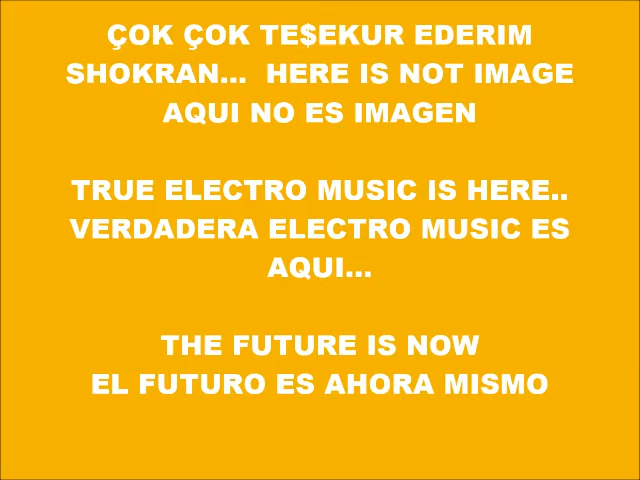 ÇOK ÇOK TE$EKUR EDERIM
SHOKRAN... HERE IS NOT IMAGE
AQUI NO ES IMAGEN
TRUE ELECTRO MUSIC IS HERE..
VERDADERA ELECTRO MUSIC ES
AQUI...
THE FUTURE IS NOW
EL FUTURO ES AHORA MISMO